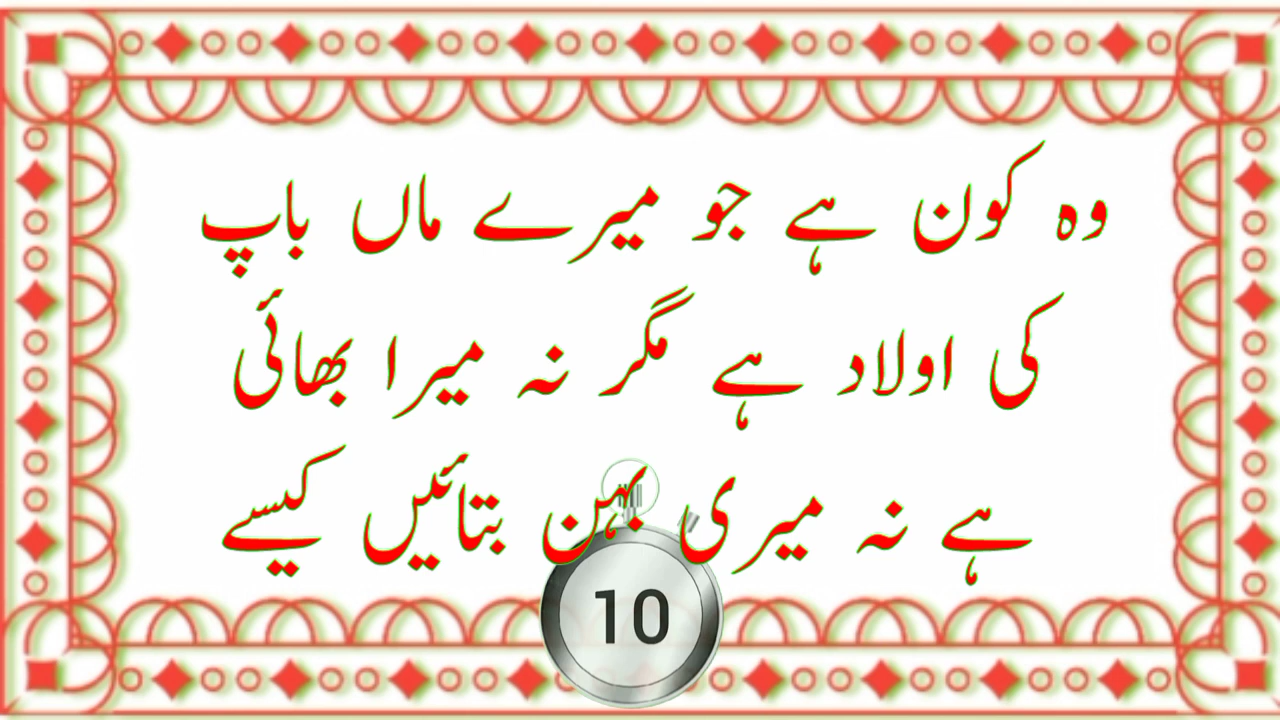 وہ کون ہے جو میرے ماں باپ
کی اولاد ہے مگر نہ میرا بھائی
ہے نہ میری بہن بتائیں کیسے
10